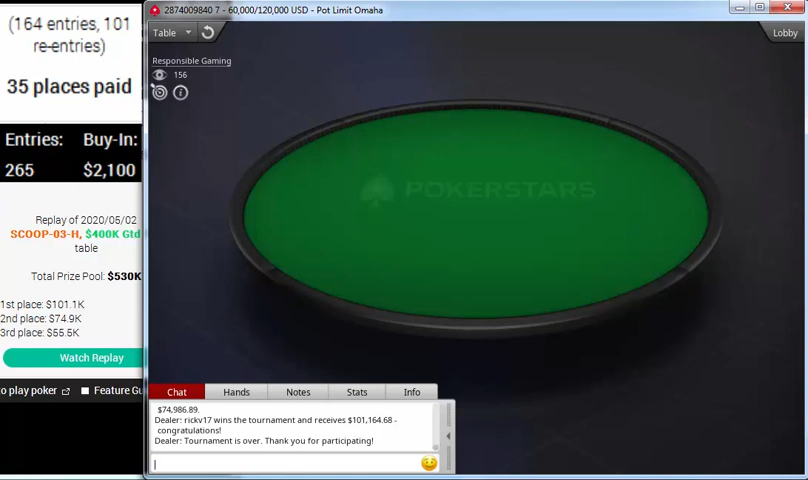 (164 entries, 101
re-entries)
35 places paid
Entries: Buy-In:
265 $2,100
Replay of 2020/05/02
SCOOP-03-H, $400K Gtd
table
Total Prize Pool: $530K
1st place: $101.1K
2nd place: $74.9K
3rd place: $55.5K
Watch Replay
to play poker Feature Gu
2874009840 7 - 60,000/120,000 USD - Pot Limit Omaha
Table Lobby
Responsible Gaming
156
POKERSTARS
Chat Hands Notes Stats Info
$74,986.89.
Dealer: rickv17 wins the tournament and receives $101,164.68 -
congratulations!
Dealer: Tournament is over. Thank you for participating!